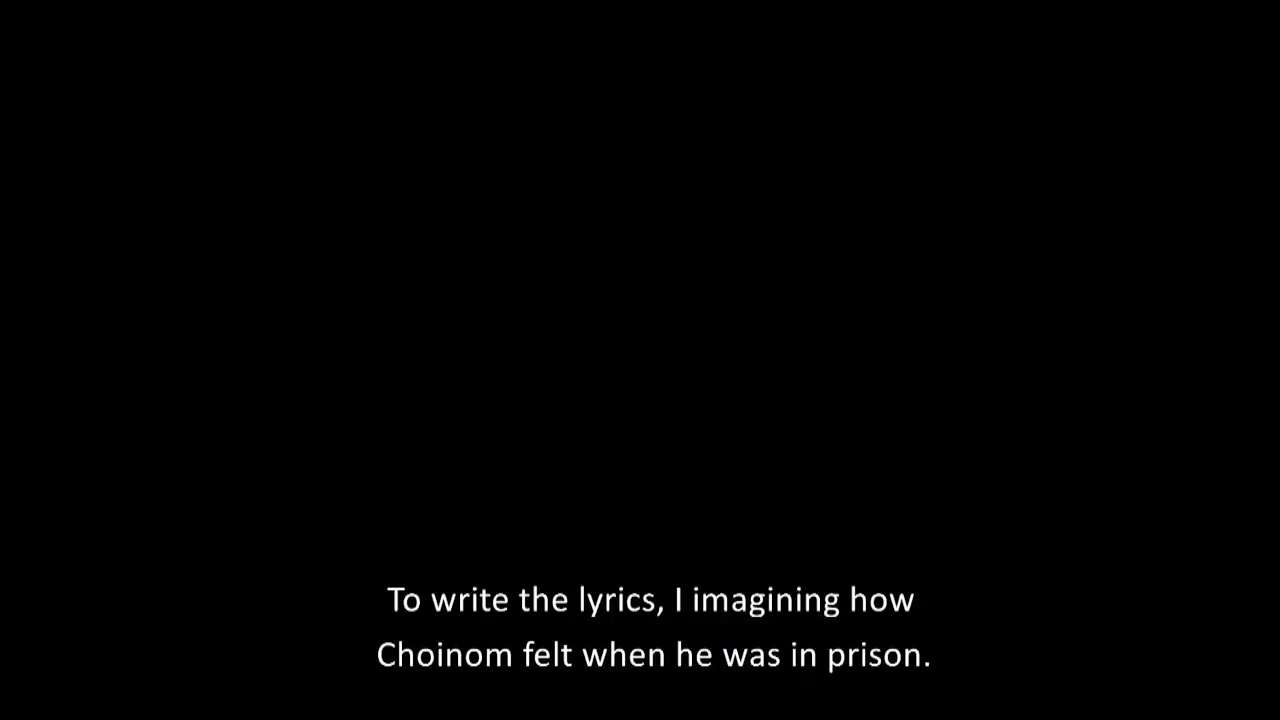 To write the lyrics, I imagining how
Choinom felt when he was in prison.